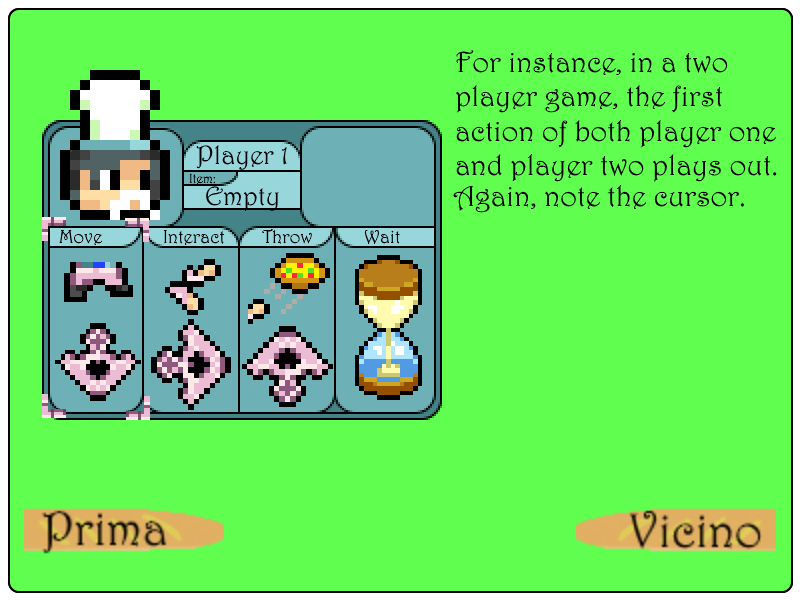 Player 1
Item:
Empty
Move Interact Throw Wait
For instance, in a two
player game, the first
action of both player one
and player two plays out.
Again, note the cursor.
Prima
Vicino